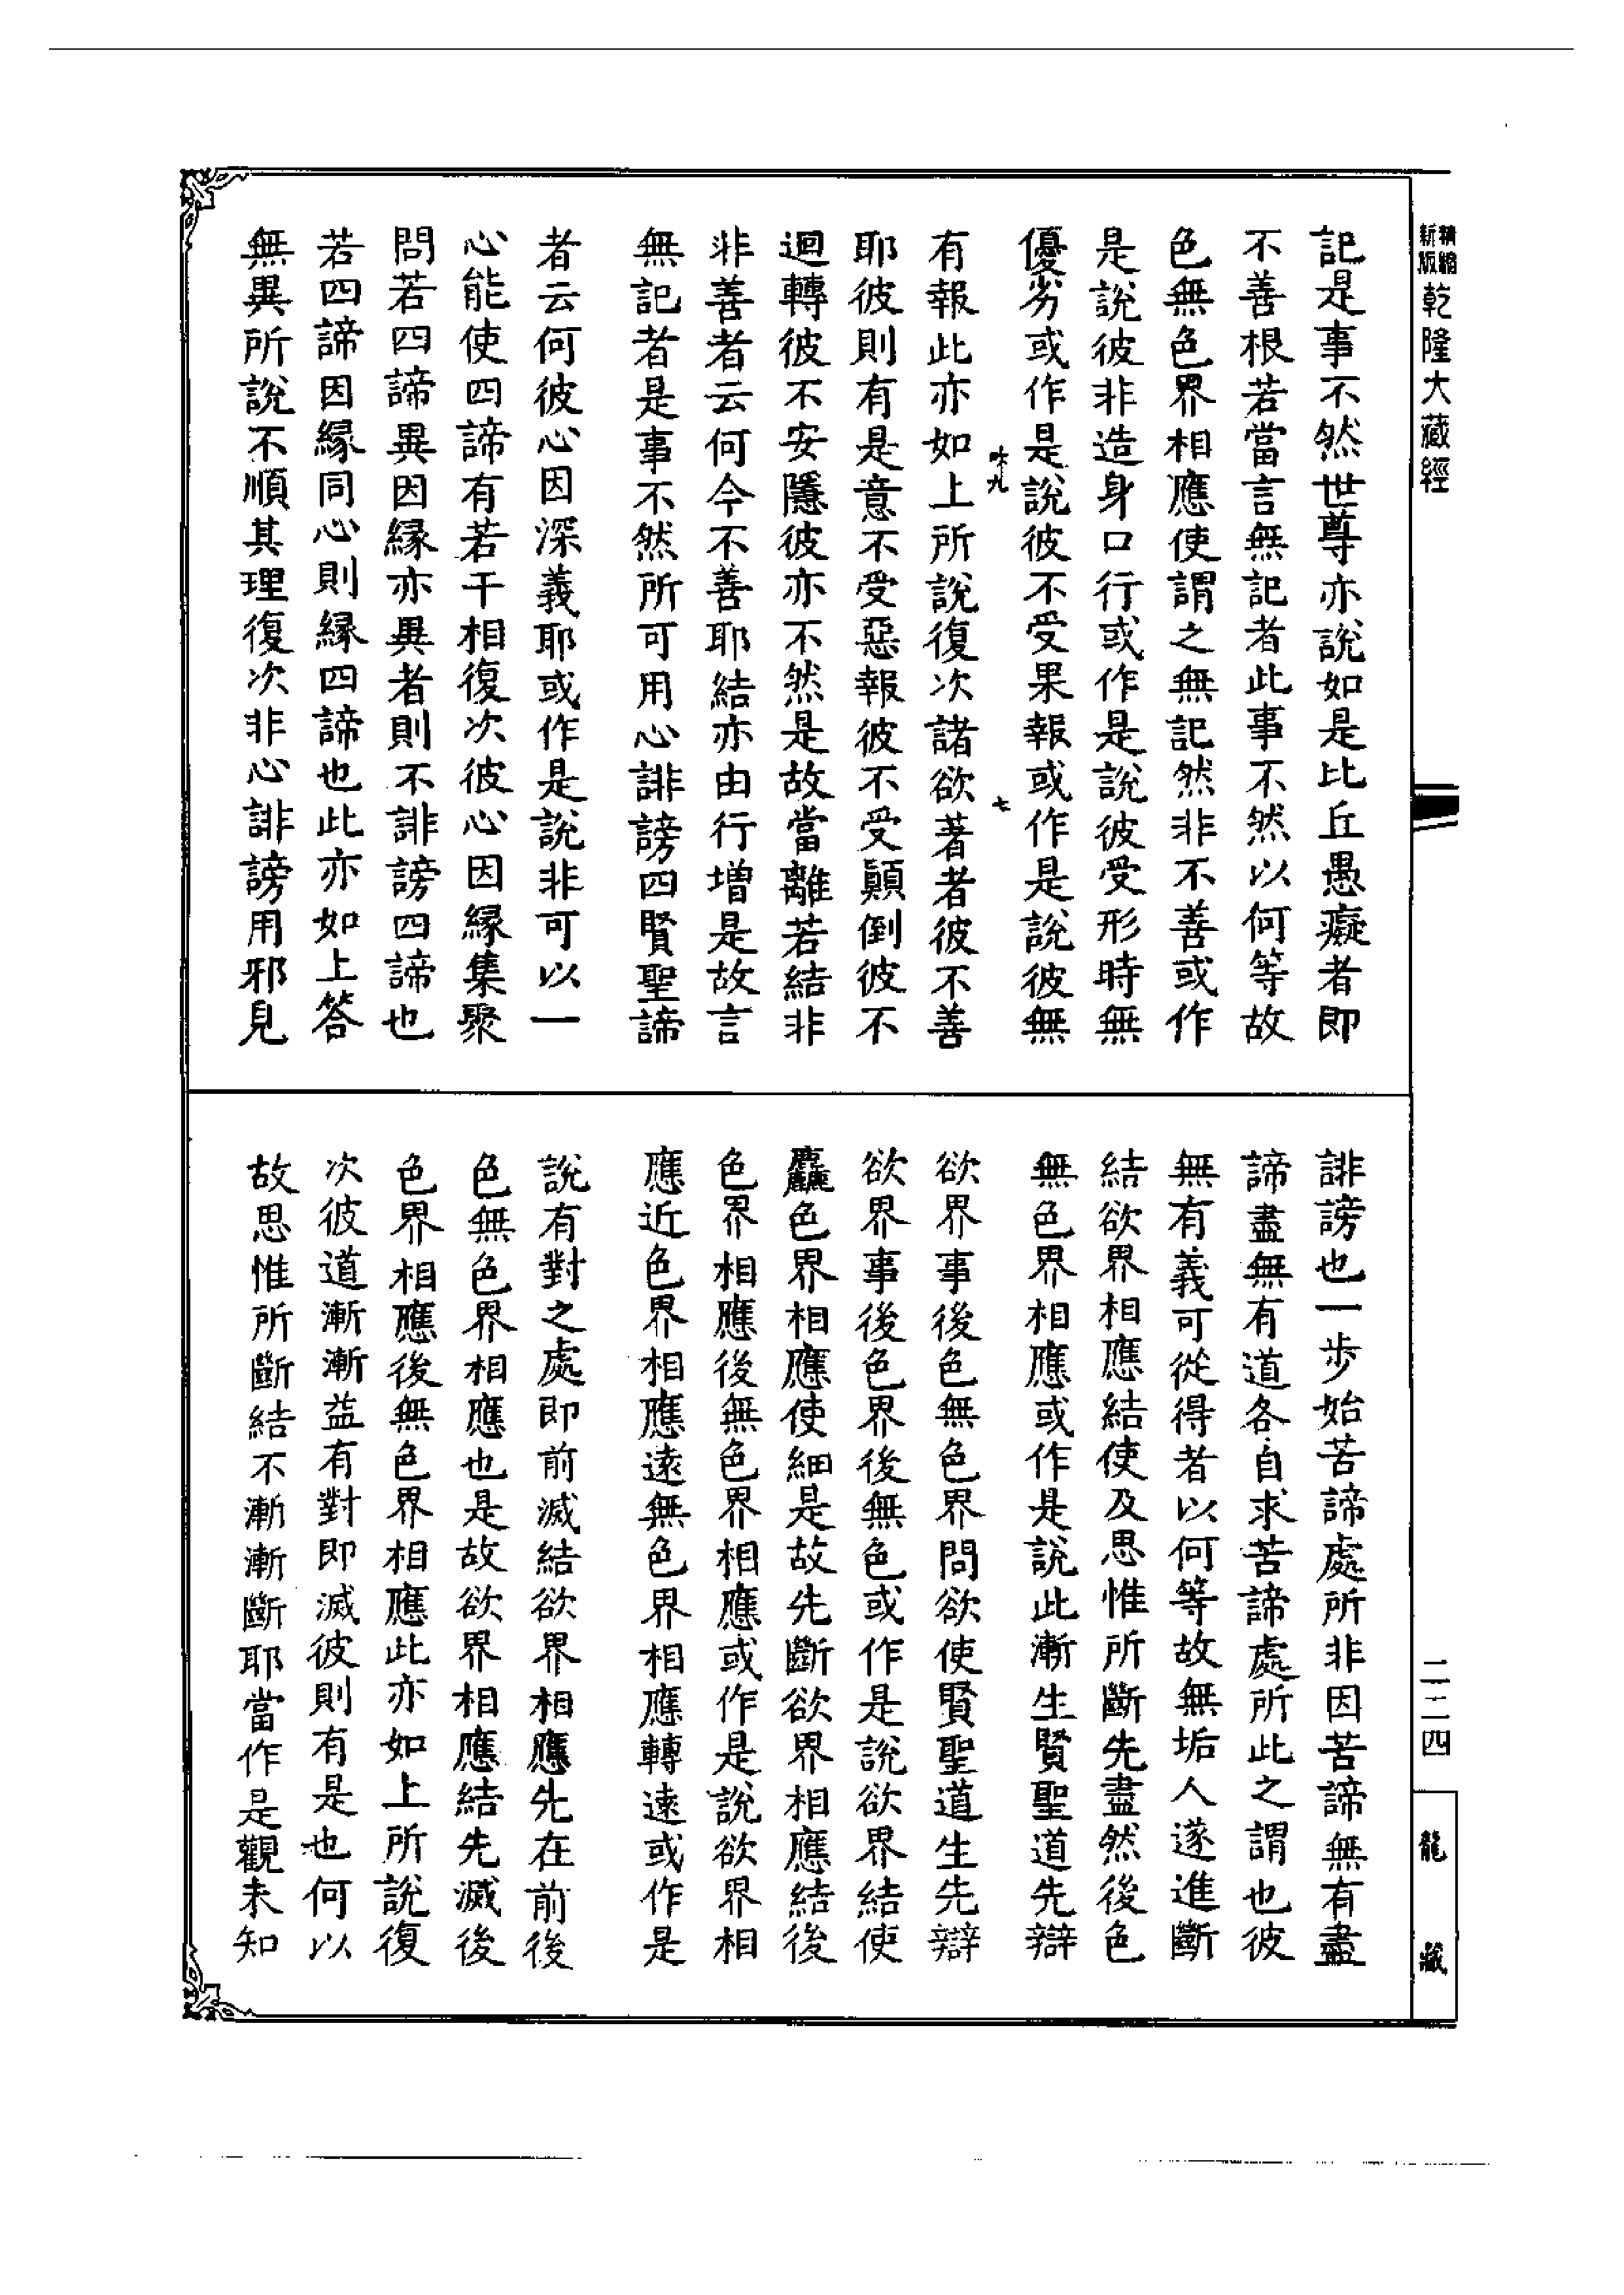 精縮新版乾隆大藏經
記是事不然世尊亦說如是比丘愚癡者即
不善根若當言無記者此事不然以何等故
色無色界相應使謂之無記然非不善或作
是說彼非造身口行或作是說彼受形時無
優劣或作是說彼不受果報或作是說彼無
有報此亦如上所說復次諸欲著者彼不善
耶彼則有是意不受惡報彼不受顛倒彼不
迴轉彼不安隱彼亦不然是故當離若結非
非善者云何今不善耶結亦由行增是故言
無記者是事不然所可用心誹謗四賢聖諦
者云何彼心因深義耶或作是說非可以一
心能使四諦有若干相復次彼心因緣集聚
問若四諦異因緣亦異者則不誹謗四諦也
若四諦因緣同心則緣四諦也此亦如上答
無異所說不順其理復次非心誹謗用邪見
誹謗也一步始苦諦處所非因苦諦無有盡
諦盡無有道各自求苦諦處所此之謂也彼
無有義可從得者以何等故無垢人遂進斷
結欲界相應結使及思惟所斷先盡然後色
無色界相應或作是說此漸生賢聖道先辯
欲界事後色無色界問欲使賢聖道生先辯
欲界事後色界後無色或作是說欲界結使
麤色界相應使細是故先斷欲界相應結後
色界相應後無色界相應或作是說欲界相
應近色界相應遠無色界相應轉遠或作是
說有對之處即前滅結欲界相應先在前後
色無色界相應也是故欲界相應結先滅後
色界相應後無色界相應此亦如上所說復
次彼道漸漸益有對即滅彼則有是也何以
故思惟所斷結不漸漸斷耶當作是觀未知
二二四
龍藏